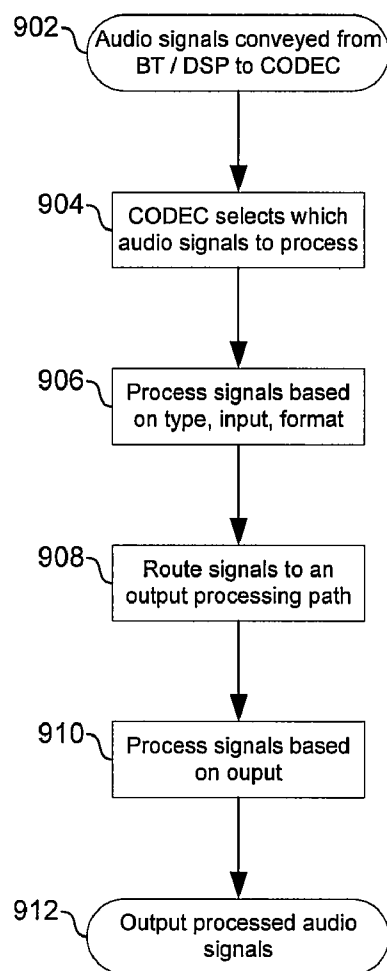 902
Audio signals conveyed from
BT / DSP to CODEC
904
CODEC selects which
audio signals to process
906
Process signals based
on type, input, format
908
Route signals to an
output processing path
910
Process signals based
on ouput
912
Output processed audio
signals